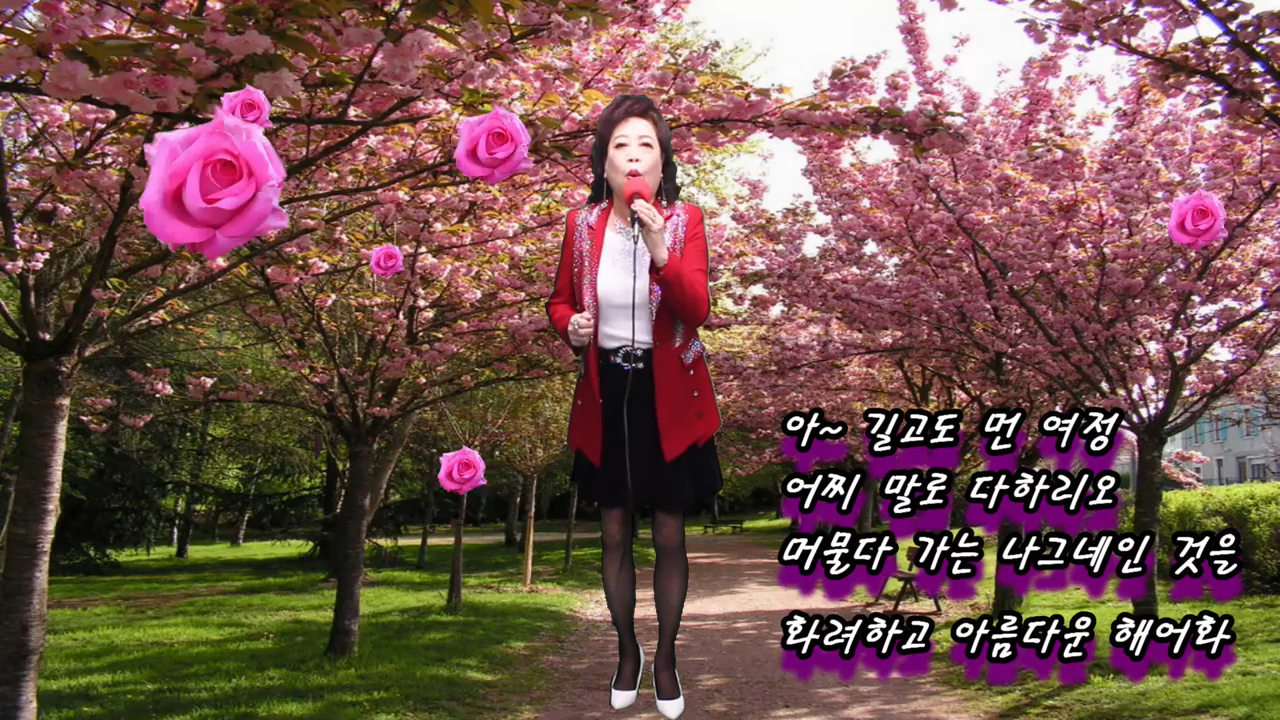 아~ 길고도 먼 여정
어찌 말로 다하리오
머물다 가는 나그네인 것은
화려하고 아름다운 해어화